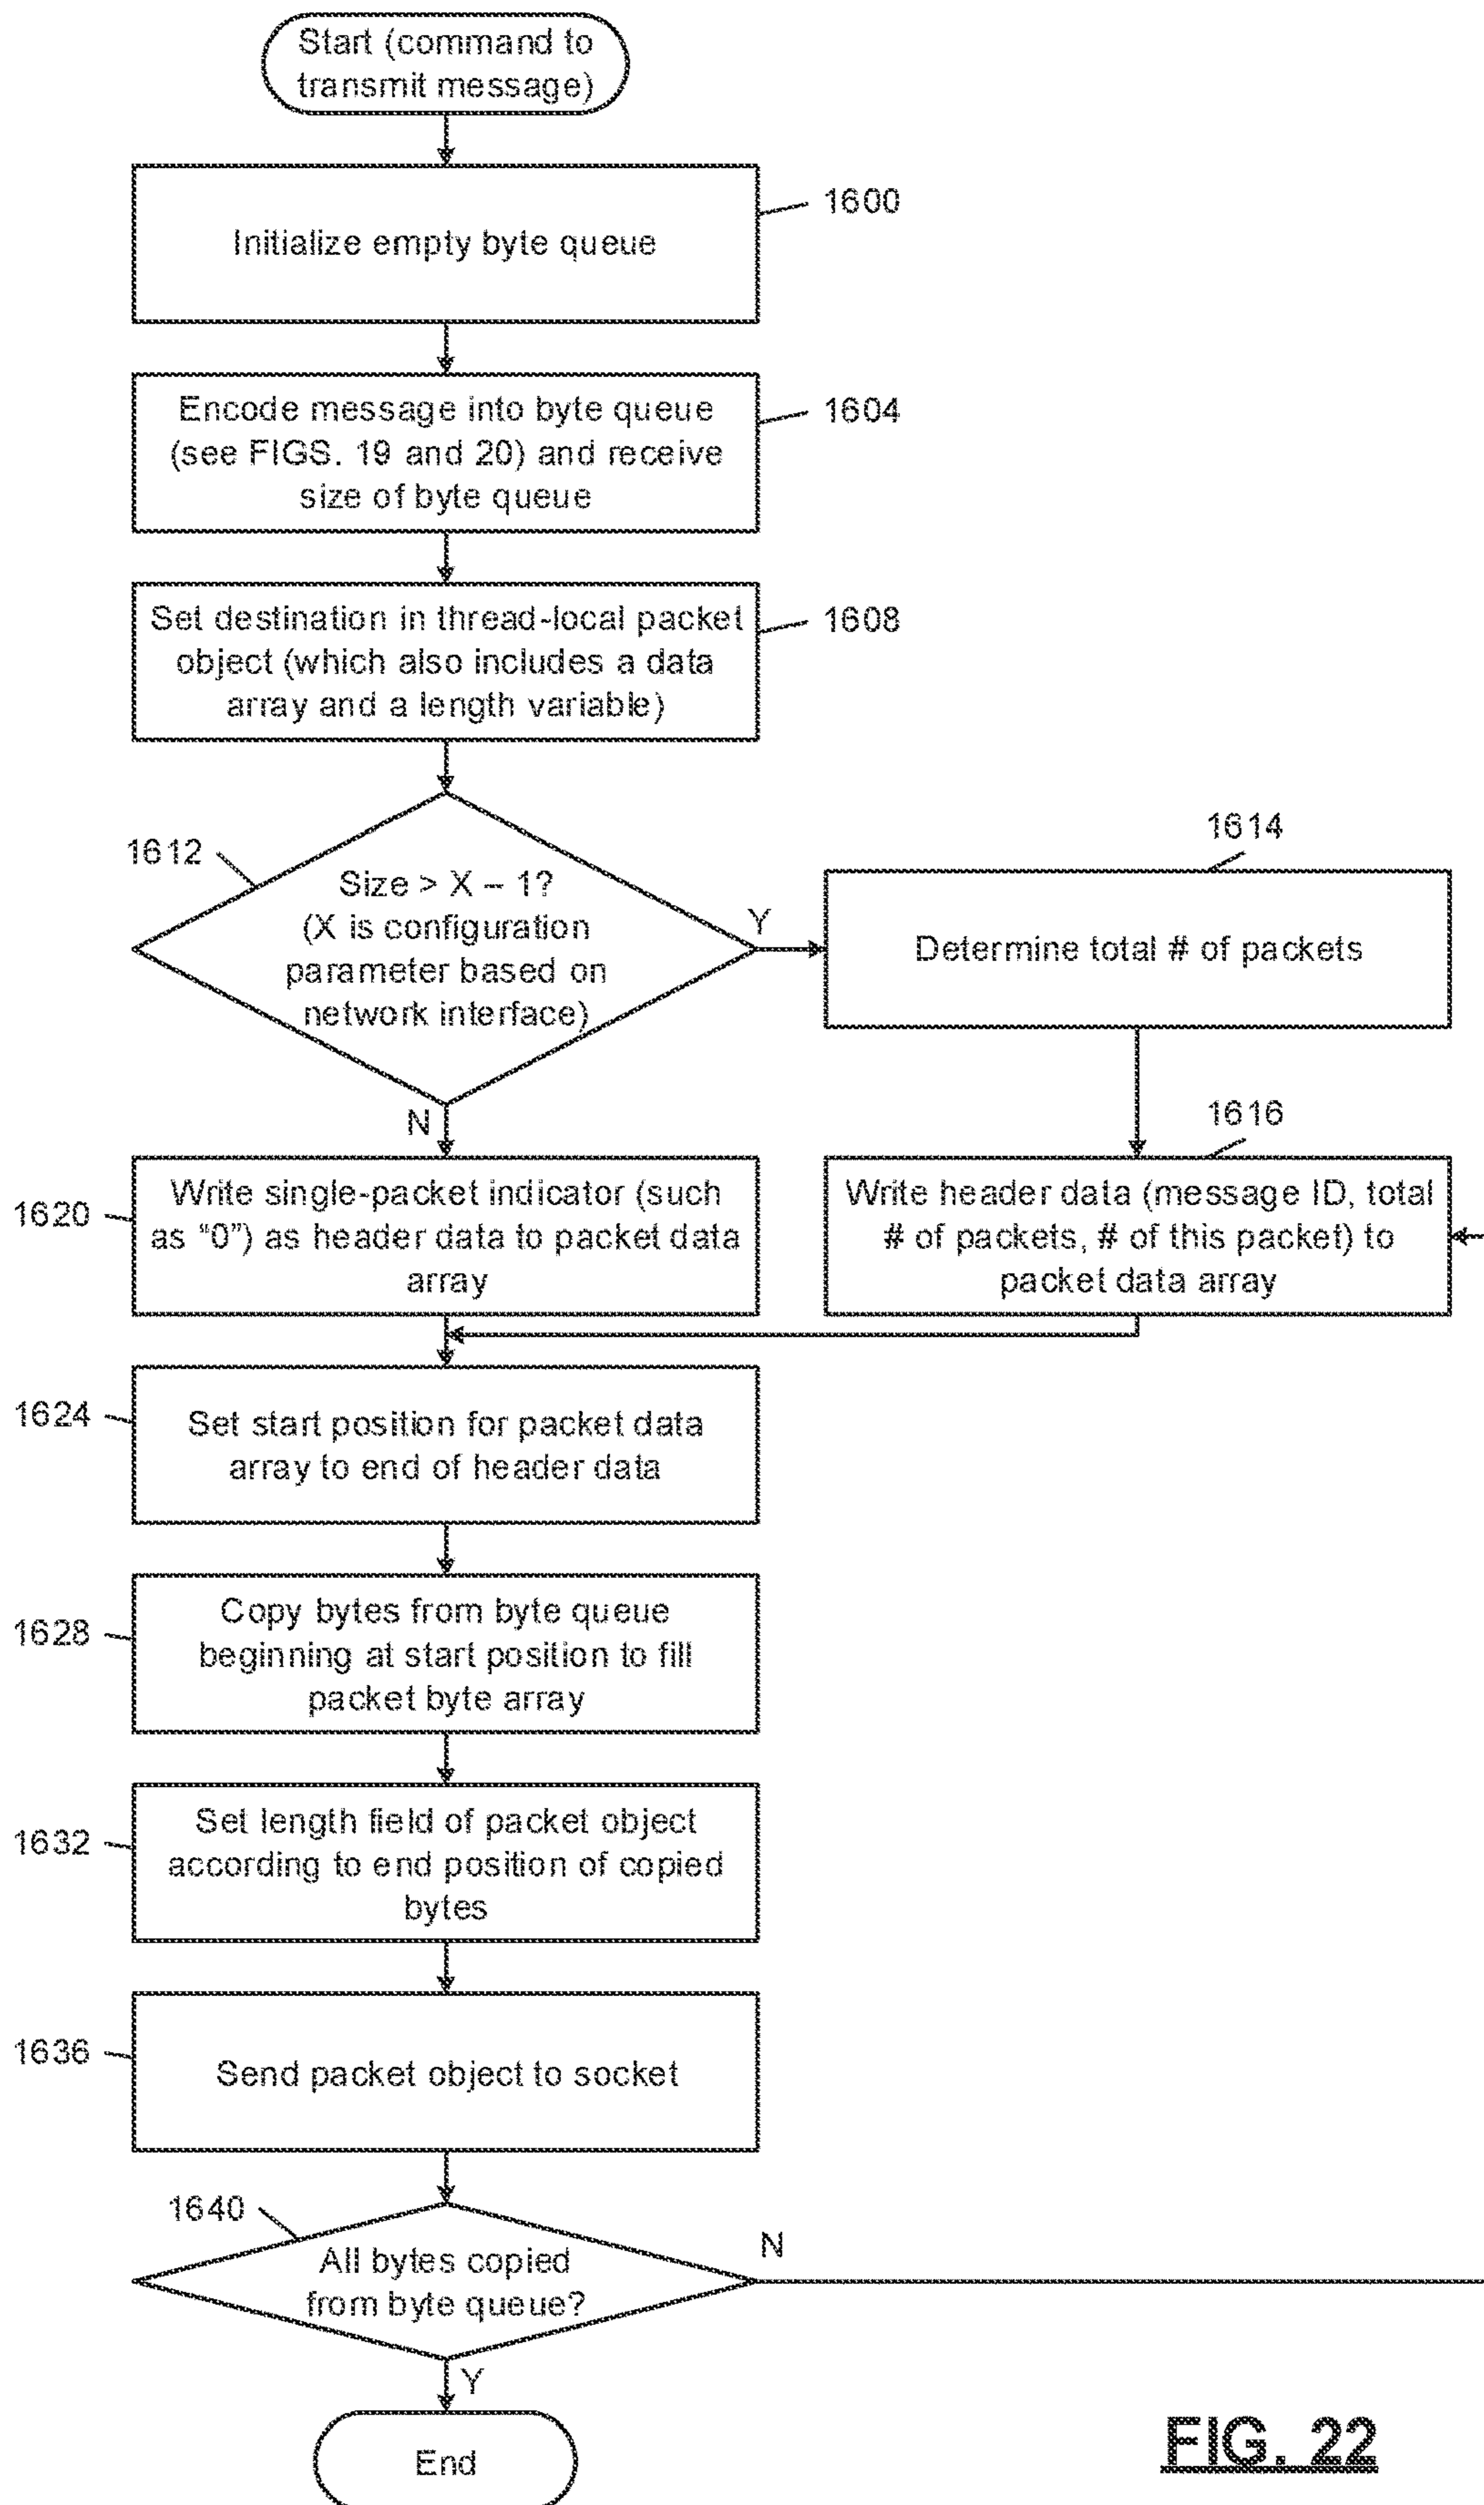 Start (command to
transmit message)
1600
Initialize empty byte queue
Encode message into byte queue
(see FIGS. 19 and 20) and receive
size of byte queue
1604
Set destination in thread-local packet
object (which also includes a data
array and a length variable)
1608
1612
Size > X – 1?
(X is configuration
parameter based on
network interface)
Y
1614
Determine total # of packets
N
1616
Write header data (message ID, total
# of packets, # of this packet) to
packet data array
1620
Write single-packet indicator (such
as “0”) as header data to packet data
array
1624
Set start position for packet data
array to end of header data
1628
Copy bytes from byte queue
beginning at start position to fill
packet byte array
1632
Set length field of packet object
according to end position of copied
bytes
1636
Send packet object to socket
1640
All bytes copied
from byte queue?
N
Y
End
FIG. 22